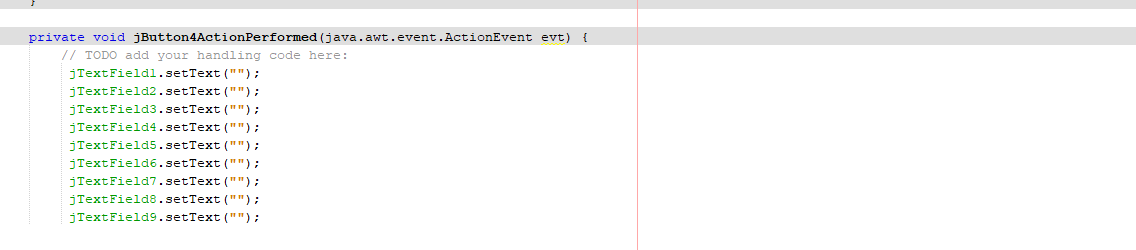 }
private void jButton4ActionPerformed(java.awt.event.ActionEvent evt) {
// TODO add your handling code here:
jTextField1.setText("");
jTextField2.setText("");
jTextField3.setText("");
jTextField4.setText("");
jTextField5.setText("");
jTextField6.setText("");
jTextField7.setText("");
jTextField8.setText("");
jTextField9.setText("");